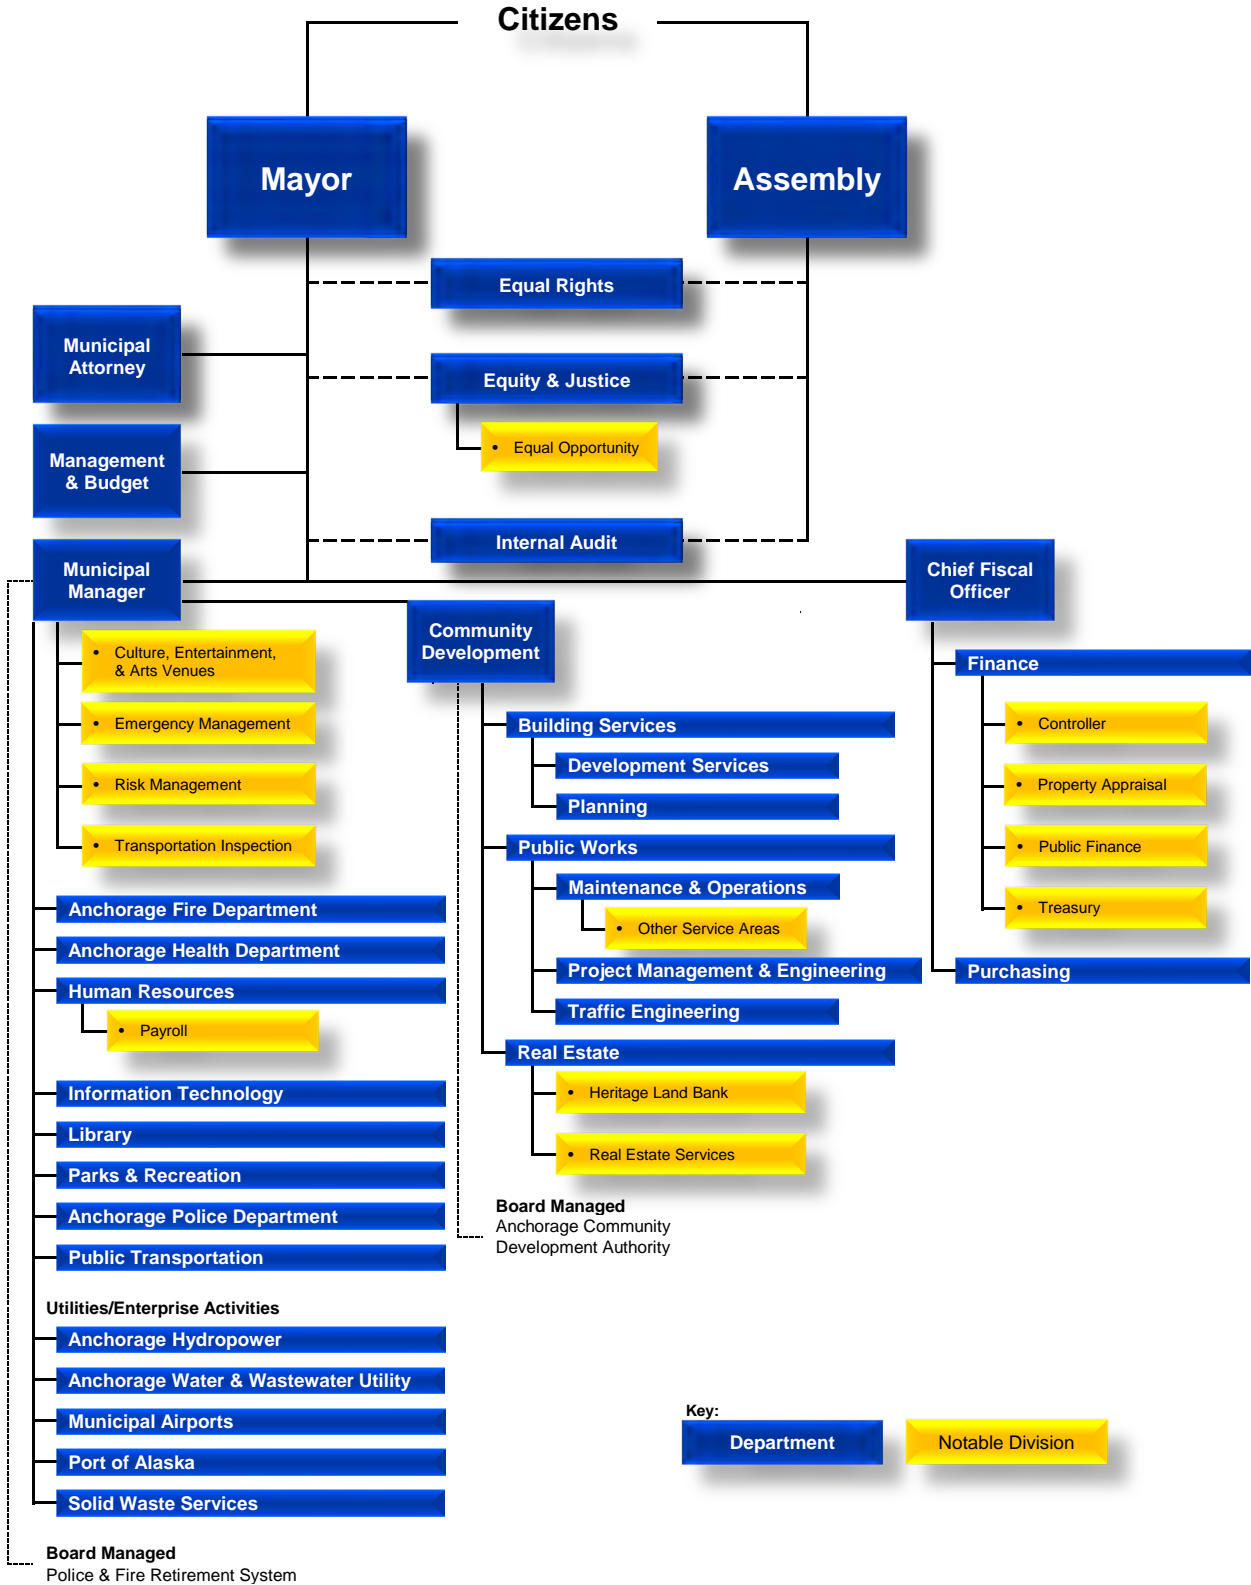 Citizens
Mayor
Assembly
Equal Rights
Municipal
Attorney
Equity & Justice
• Equal Opportunity
Management
& Budget
Internal Audit
Municipal
Manager
Chief Fiscal
Officer
Community
Development
• Culture, Entertainment,
& Arts Venues
• Emergency Management
• Risk Management
• Transportation Inspection
Anchorage Fire Department
Anchorage Health Department
Human Resources
• Payroll
Information Technology
Library
Parks & Recreation
Anchorage Police Department
Public Transportation
Utilities/Enterprise Activities
Anchorage Hydropower
Anchorage Water & Wastewater Utility
Municipal Airports
Port of Alaska
Solid Waste Services
Board Managed
Police & Fire Retirement System
Building Services
Development Services
Planning
Public Works
Maintenance & Operations
• Other Service Areas
Project Management & Engineering
Traffic Engineering
Real Estate
• Heritage Land Bank
• Real Estate Services
Board Managed
Anchorage Community
Development Authority
Finance
• Controller
• Property Appraisal
• Public Finance
• Treasury
Purchasing
Key:
Department
Notable Division